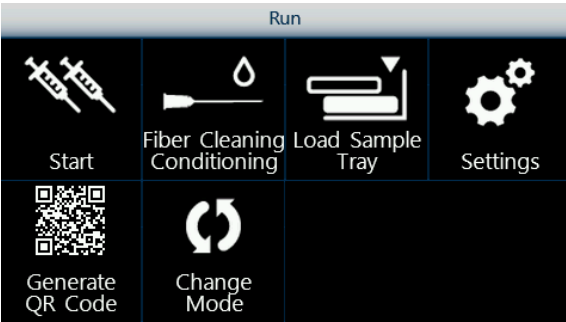 Run
Start
Fiber Cleaning
Conditioning
Load Sample
Tray
Settings
Generate
QR Code
Change
Mode